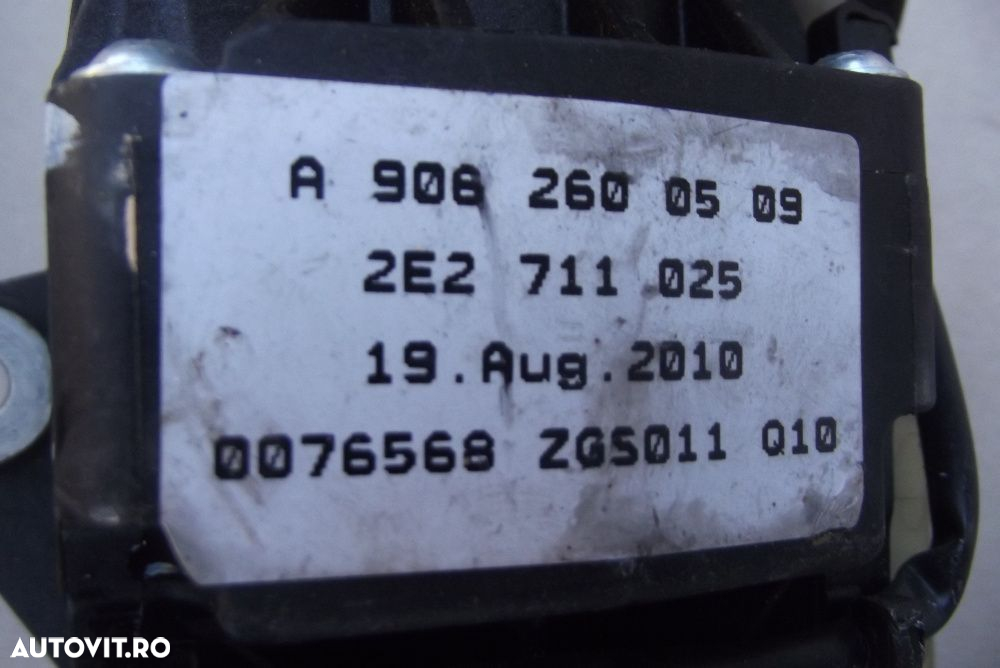 A 906 260 05 09
2E2 711 025
19.Aug.2010
0076568 ZGS011 Q10
AUTOVIT.RO